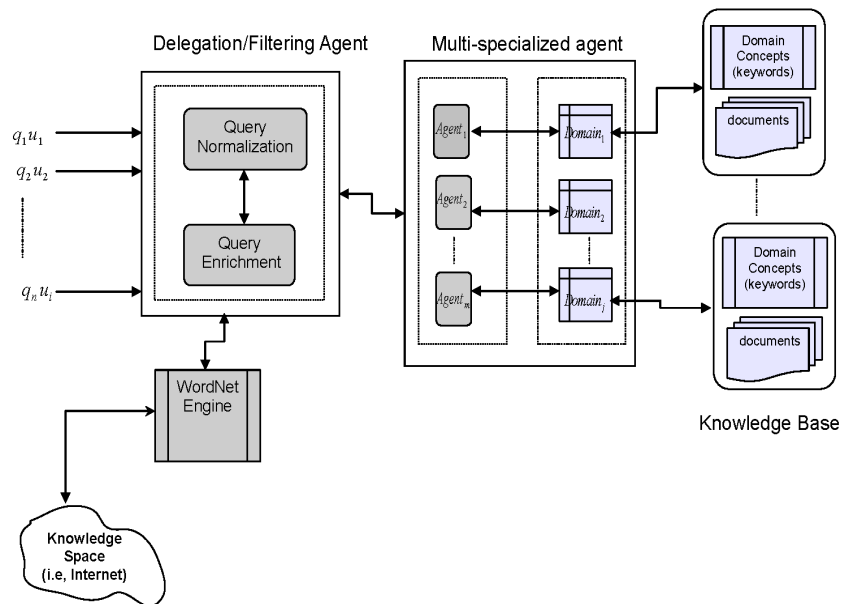 Delegation/Filtering Agent
Multi-specialized agent
Domain
Concepts
(keywords)
documents
Query
Normalization
Query
Enrichment
q₁u₁
q₂u₂
qₙuᵢ
Agent₁
Domain₁
Agent₂
Domain₂
Agentₘ
Domainⱼ
Domain
Concepts
(keywords)
documents
Knowledge Base
WordNet
Engine
Knowledge
Space
(i.e, Internet)